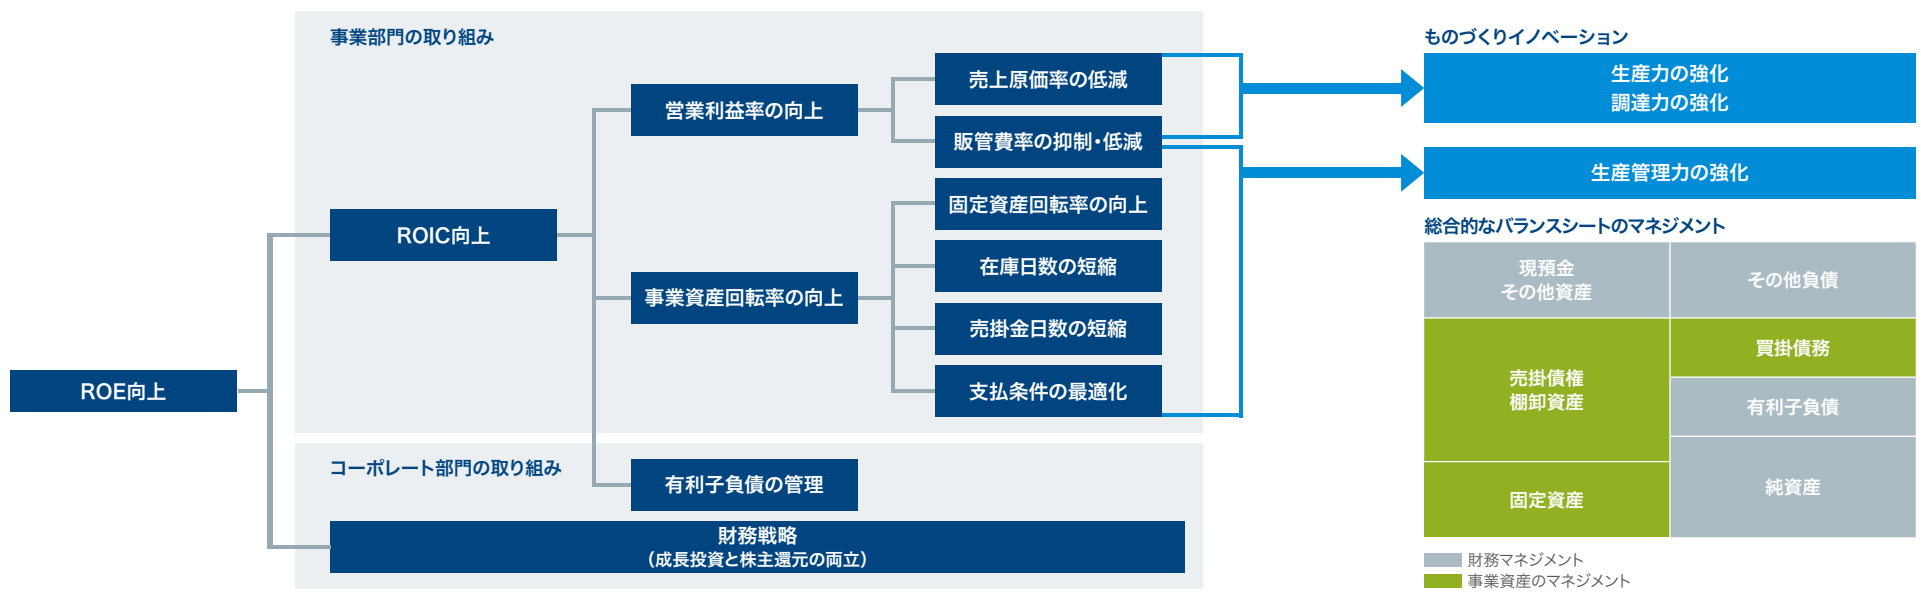 事業部門の取り組み
ROE向上
ROIC向上
営業利益率の向上
事業資産回転率の向上
売上原価率の低減
販管費率の抑制・低減
固定資産回転率の向上
在庫日数の短縮
売掛金日数の短縮
支払条件の最適化
コーポレート部門の取り組み
有利子負債の管理
財務戦略
(成長投資と株主還元の両立)
ものづくりイノベーション
生産力の強化
調達力の強化
生産管理力の強化
総合的なバランスシートのマネジメント
現預金
その他資産
その他負債
売掛債権
棚卸資産
買掛債務
有利子負債
固定資産
純資産
財務マネジメント
事業資産のマネジメント